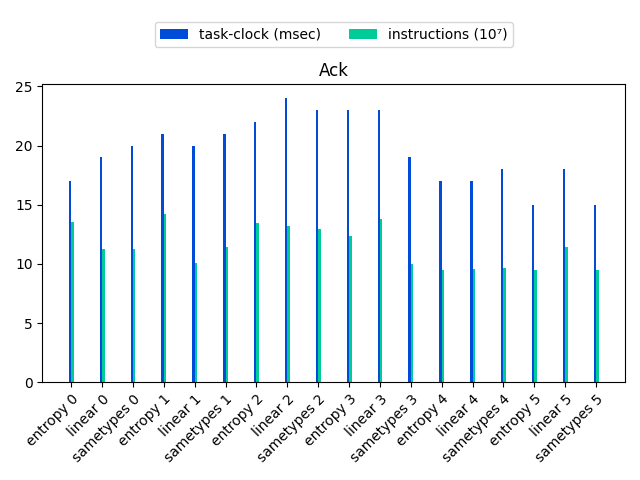 task-clock (msec) instructions (10⁷)
Ack
25
20
15
10
5
0
entropy 0
linear 0
sametypes 0
entropy 1
linear 1
sametypes 1
entropy 2
linear 2
sametypes 2
entropy 3
linear 3
sametypes 3
entropy 4
linear 4
sametypes 4
entropy 5
linear 5
sametypes 5